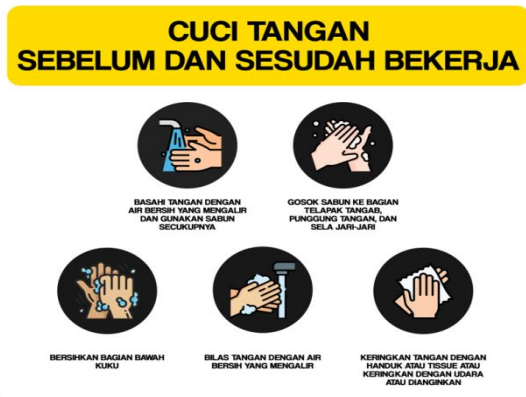 CUCI TANGAN
SEBELUM DAN SESUDAH BEKERJA
BASAHI TANGAN DENGAN
AIR BERSIH YANG MENGALIR
DAN GUNAKAN SABUN
SECUKUPNYA
GOSOK SABUN KE BAGIAN
TELAPAK TANGAB,
PUNGGUNG TANGAN, DAN
SELA JARI-JARI
BERSIHKAN BAGIAN BAWAH
KUKU
BILAS TANGAN DENGAN AIR
BERSIH YANG MENGALIR
KERINGKAN TANGAN DENGAN
HANDUK ATAU TISSUE ATAU
KERINGKAN DENGAN UDARA
ATAU DIANGINKAN